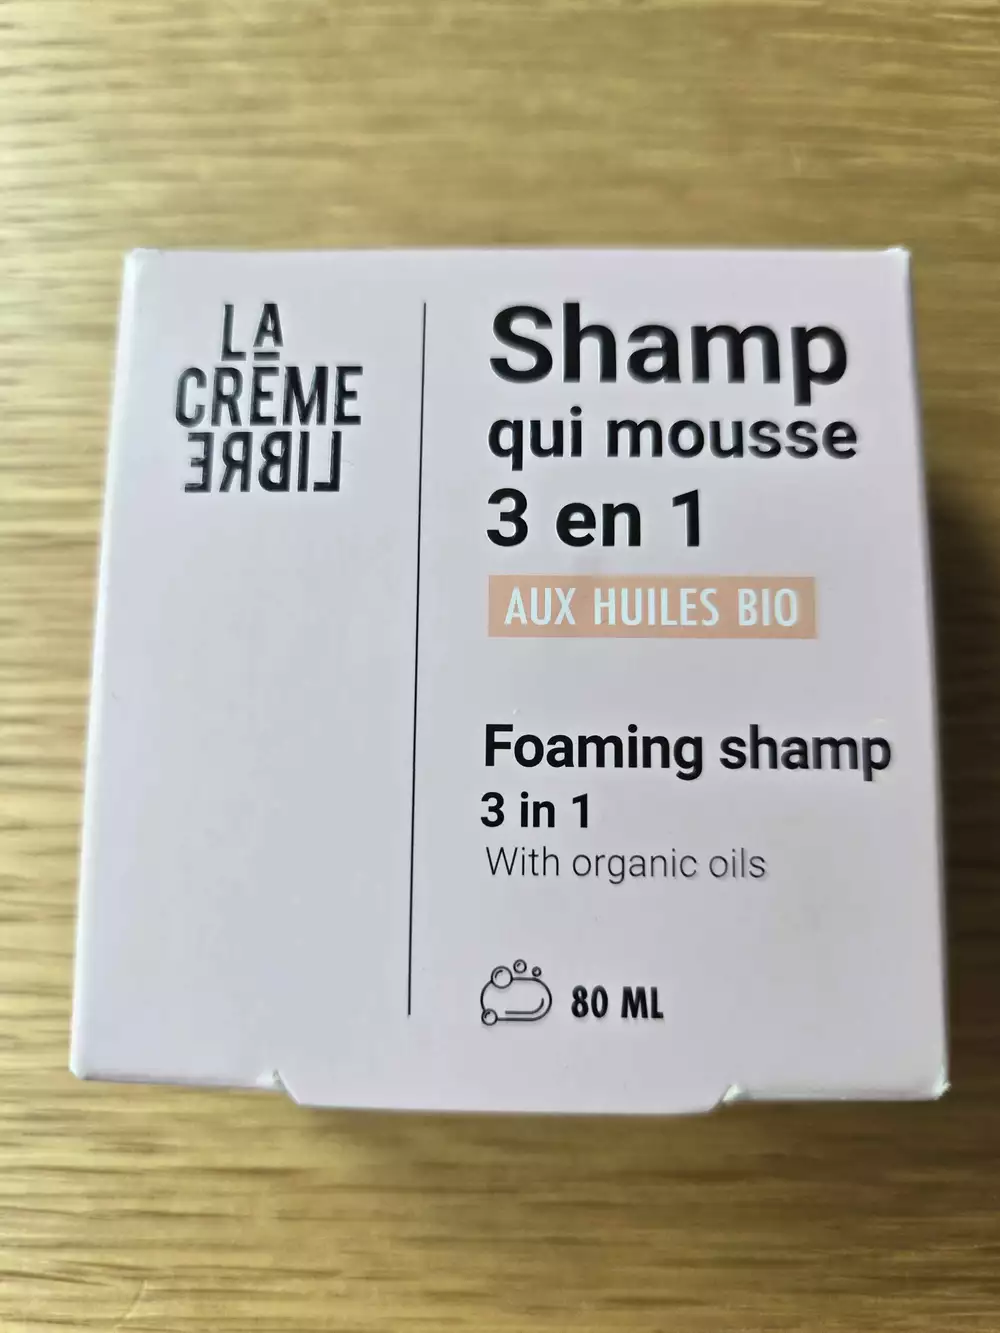 LA
CRÈME
LIBRE
Shamp
qui mousse
3 en 1
AUX HUILES BIO
Foaming shamp
3 in 1
With organic oils
80 ML